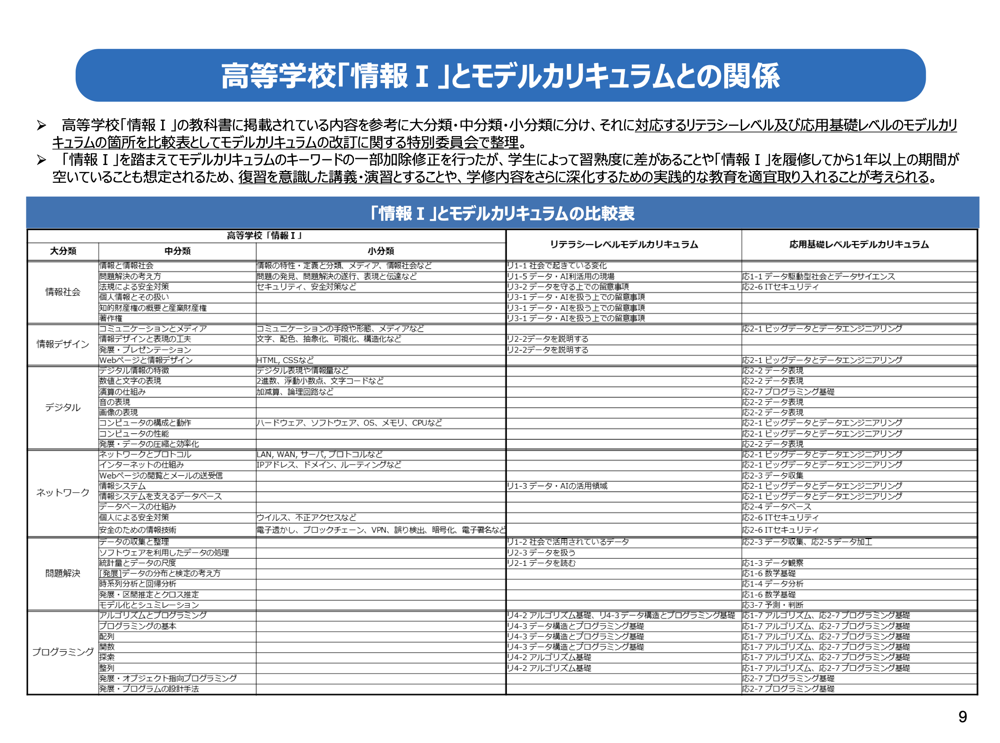 高等学校「情報Ⅰ」とモデルカリキュラムとの関係
➢ 高等学校「情報Ⅰ」の教科書に掲載されている内容を参考に大分類・中分類・小分類に分け、それに対応するリテラシーレベル及び応用基礎レベルのモデルカリ
キュラムの箇所を比較表としてモデルカリキュラムの改訂に関する特別委員会で整理。
➢ 「情報Ⅰ」を踏まえてモデルカリキュラムのキーワードの一部加除修正を行ったが、学生によって習熟度に差があることや「情報Ⅰ」を履修してから1年以上の期間が
空いていることも想定されるため、復習を意識した講義・演習とすることや、学修内容をさらに深化するための実践的な教育を適宜取り入れることが考えられる。
「情報Ⅰ」とモデルカリキュラムの比較表
高等学校「情報Ⅰ」 リテラシーレベルモデルカリキュラム 応用基礎レベルモデルカリキュラム
大分類 中分類 小分類
情報社会
情報と情報社会 情報の特性・定義と分類、メディア、情報社会など リ1-1 社会で起きている変化
問題解決の考え方 問題の発見、問題解決の遂行、表現と伝達など リ1-5 データ・AI利活用の現場 応1-1 データ駆動型社会とデータサイエンス
法規による安全対策 セキュリティ、安全対策など リ3-2 データを守る上での留意事項 応2-6 ITセキュリティ
個人情報とその扱い リ3-1 データ・AIを扱う上での留意事項
知的財産権の概要と産業財産権 リ3-1 データ・AIを扱う上での留意事項
著作権 リ3-1 データ・AIを扱う上での留意事項
情報デザイン
コミュニケーションとメディア コミュニケーションの手段や形態、メディアなど 応2-1 ビッグデータとデータエンジニアリング
情報デザインと表現の工夫 文字、配色、抽象化、可視化、構造化など リ2-2データを説明する
発展・プレゼンテーション リ2-2データを説明する
Webページと情報デザイン HTML, CSSなど 応2-1 ビッグデータとデータエンジニアリング
デジタル
デジタル情報の特徴 デジタル表現や情報量など 応2-2 データ表現
数値と文字の表現 2進数、浮動小数点、文字コードなど 応2-2 データ表現
演算の仕組み 加減算、論理回路など 応2-7 プログラミング基礎
音の表現 応2-2 データ表現
画像の表現 応2-2 データ表現
コンピュータの構成と動作 ハードウェア、ソフトウェア、OS、メモリ、CPUなど 応2-1 ビッグデータとデータエンジニアリング
コンピュータの性能 応2-1 ビッグデータとデータエンジニアリング
発展・データの圧縮と効率化 応2-2 データ表現
ネットワーク
ネットワークとプロトコル LAN, WAN, サーバ, プロトコルなど 応2-1 ビッグデータとデータエンジニアリング
インターネットの仕組み IPアドレス、ドメイン、ルーティングなど 応2-1 ビッグデータとデータエンジニアリング
Webページの閲覧とメールの送受信 応2-3 データ収集
情報システム リ1-3 データ・AIの活用領域 応2-1 ビッグデータとデータエンジニアリング
情報システムを支えるデータベース 応2-1 ビッグデータとデータエンジニアリング
データベースの仕組み 応2-4 データベース
個人による安全対策 ウイルス、不正アクセスなど 応2-6 ITセキュリティ
安全のための情報技術 電子透かし、ブロックチェーン、VPN、誤り検出、暗号化、電子署名など 応2-6 ITセキュリティ
問題解決
データの収集と整理 リ1-2 社会で活用されているデータ 応2-3 データ収集、応2-5 データ加工
ソフトウェアを利用したデータの処理 リ2-3 データを扱う
統計量とデータの尺度 リ2-1 データを読む 応1-3 データ観察
[発展]データの分布と検定の考え方 応1-6 数学基礎
時系列分析と回帰分析 応1-4 データ分析
発展・区間推定とクロス推定 応1-6 数学基礎
モデル化とシュミレーション 応3-7 予測・判断
プログラミング
アルゴリズムとプログラミング リ4-2 アルゴリズム基礎、リ4-3 データ構造とプログラミング基礎 応1-7 アルゴリズム、応2-7 プログラミング基礎
プログラミングの基本 リ4-3 データ構造とプログラミング基礎 応1-7 アルゴリズム、応2-7 プログラミング基礎
配列 リ4-3 データ構造とプログラミング基礎 応1-7 アルゴリズム、応2-7 プログラミング基礎
関数 リ4-3 データ構造とプログラミング基礎 応1-7 アルゴリズム、応2-7 プログラミング基礎
探索 リ4-2 アルゴリズム基礎 応1-7 アルゴリズム、応2-7 プログラミング基礎
整列 リ4-2 アルゴリズム基礎 応1-7 アルゴリズム、応2-7 プログラミング基礎
発展・オブジェクト指向プログラミング 応2-7 プログラミング基礎
発展・プログラムの設計手法 応2-7 プログラミング基礎
9